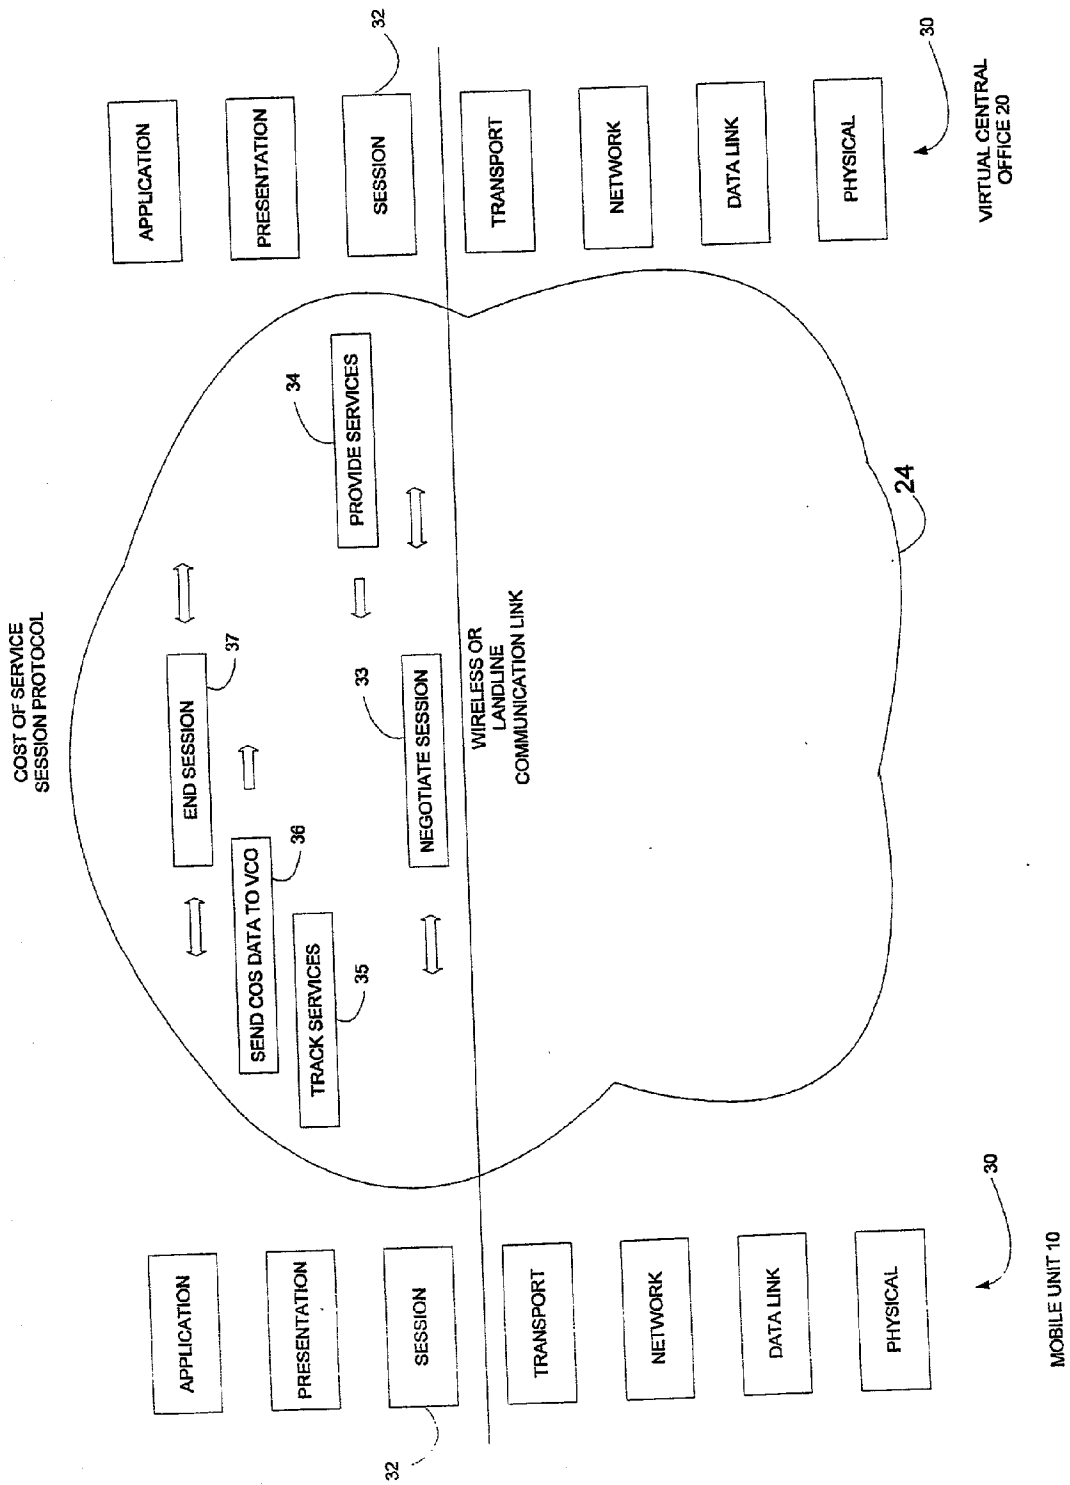 COST OF SERVICE
SESSION PROTOCOL
APPLICATION
PRESENTATION
SESSION
32
TRANSPORT
NETWORK
DATA LINK
PHYSICAL
30
MOBILE UNIT 10
END SESSION
37
SEND COS DATA TO VCO
36
TRACK SERVICES
35
PROVIDE SERVICES
34
NEGOTIATE SESSION
33
WIRELESS OR
LANDLINE
COMMUNICATION LINK
24
APPLICATION
PRESENTATION
SESSION
32
TRANSPORT
NETWORK
DATA LINK
PHYSICAL
30
VIRTUAL CENTRAL
OFFICE 20